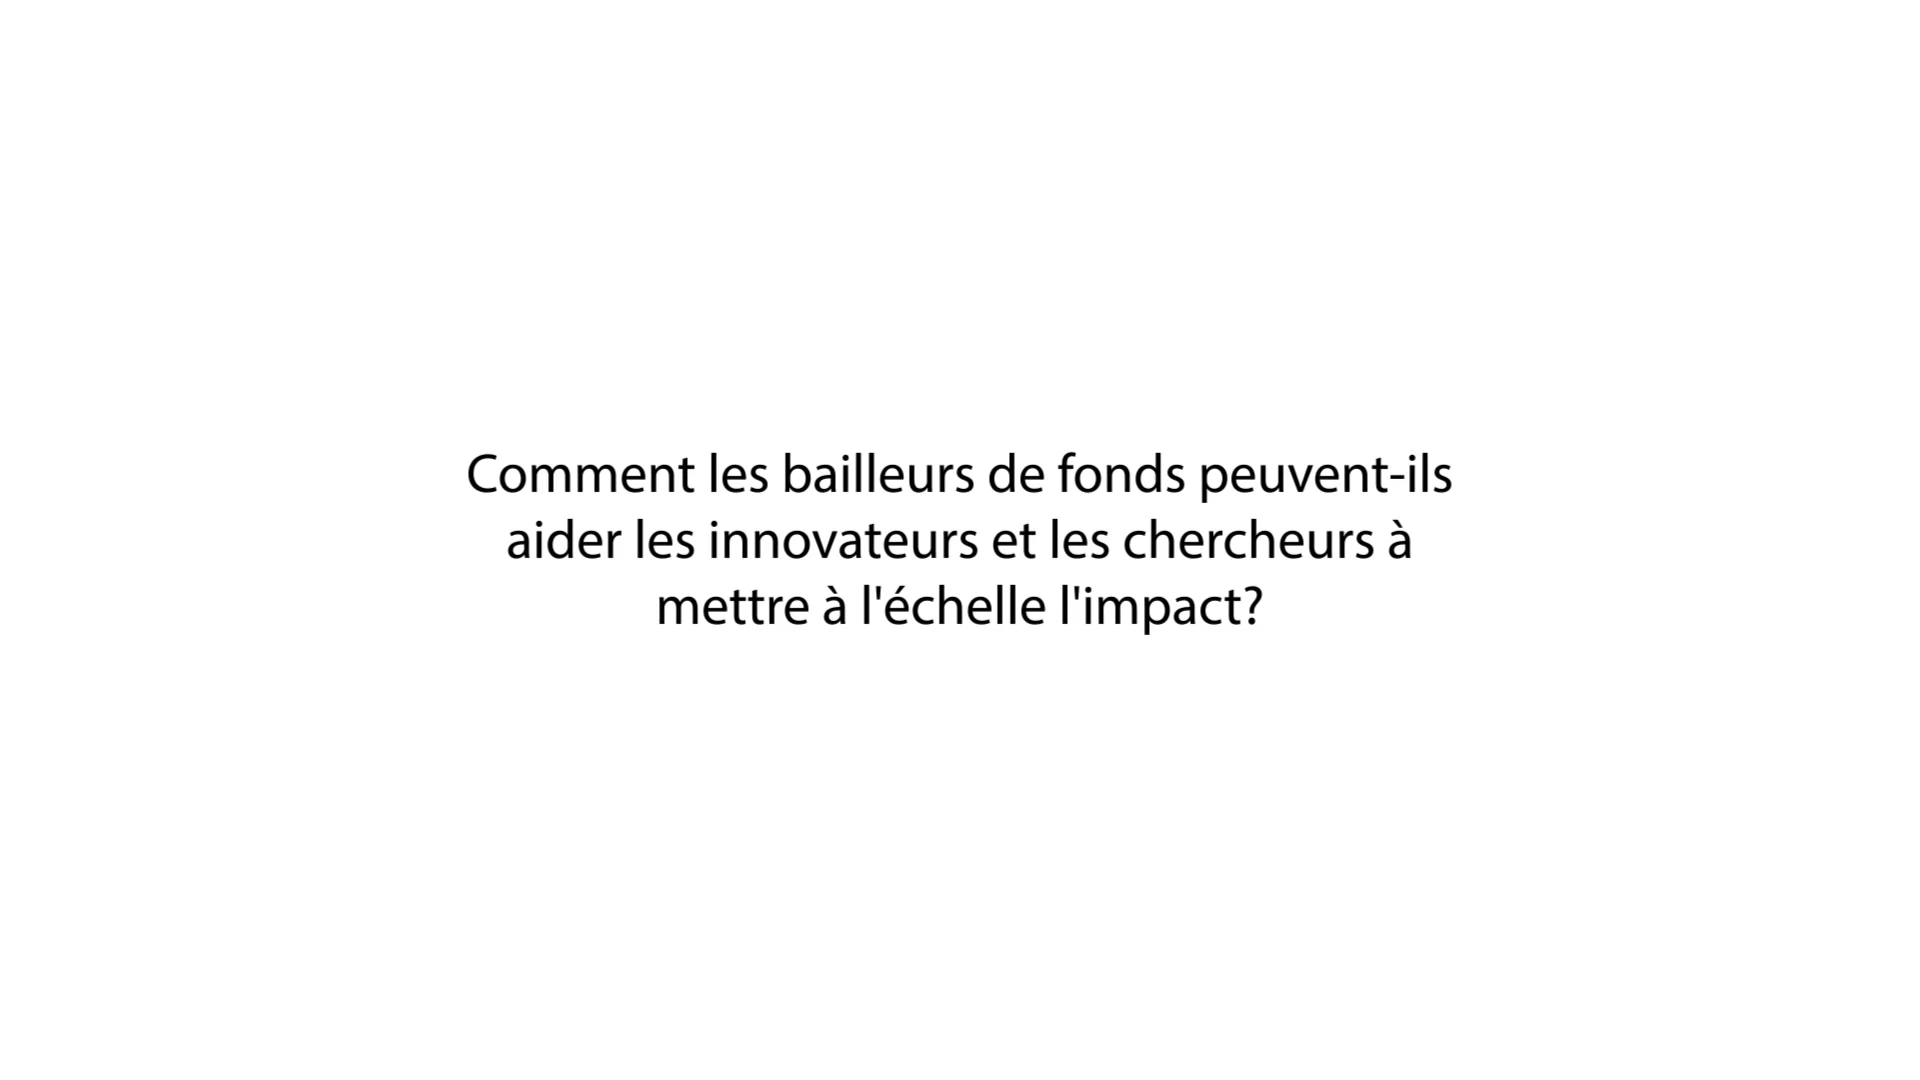 Comment les bailleurs de fonds peuvent-ils
aider les innovateurs et les chercheurs à
mettre à l'échelle l'impact?